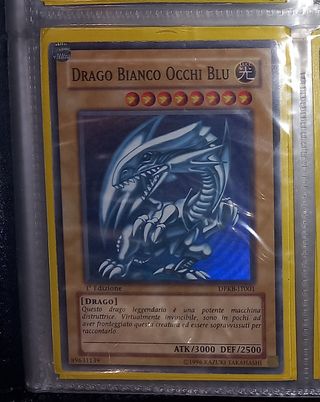 DRAGO BIANCO OCCHI BLU
光
1ª Edizione
DPKB-IT001
[DRAGO]
Questo drago leggendario è una potente macchina
distruttrice. Virtualmente invincibile, sono in pochi ad
aver fronteggiato questa creatura ed essere sopravvissuti per
raccontarlo.
ATK/3000 DEF/2500
89631139
©1996 KAZUKI TAKAHASHI